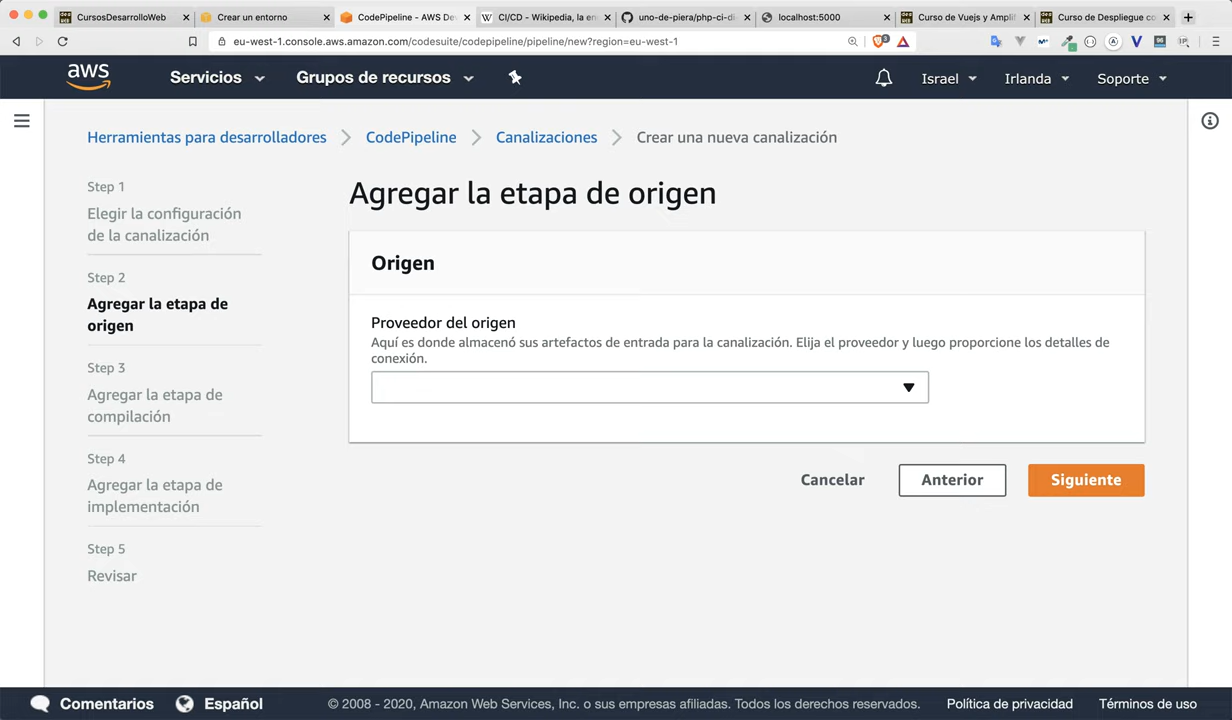 CursosDesarrolloWeb
Crear un entorno
CodePipeline - AWS De
CI/CD - Wikipedia, la en
uno-de-piera/php-ci-di
localhost:5000
Curso de Vuejs y Amplif
Curso de Despliegue co
eu-west-1.console.aws.amazon.com/codesuite/codepipeline/pipeline/new?region=eu-west-1
aws
Servicios
Grupos de recursos
Israel
Irlanda
Soporte
Herramientas para desarrolladores
CodePipeline
Canalizaciones
Crear una nueva canalización
Step 1
Elegir la configuración
de la canalización
Step 2
Agregar la etapa de
origen
Step 3
Agregar la etapa de
compilación
Step 4
Agregar la etapa de
implementación
Step 5
Revisar
Agregar la etapa de origen
Origen
Proveedor del origen
Aquí es donde almacenó sus artefactos de entrada para la canalización. Elija el proveedor y luego proporcione los detalles de
conexión.
Cancelar
Anterior
Siguiente
Comentarios
Español
© 2008 - 2020, Amazon Web Services, Inc. o sus empresas afiliadas. Todos los derechos reservados.
Política de privacidad
Términos de uso